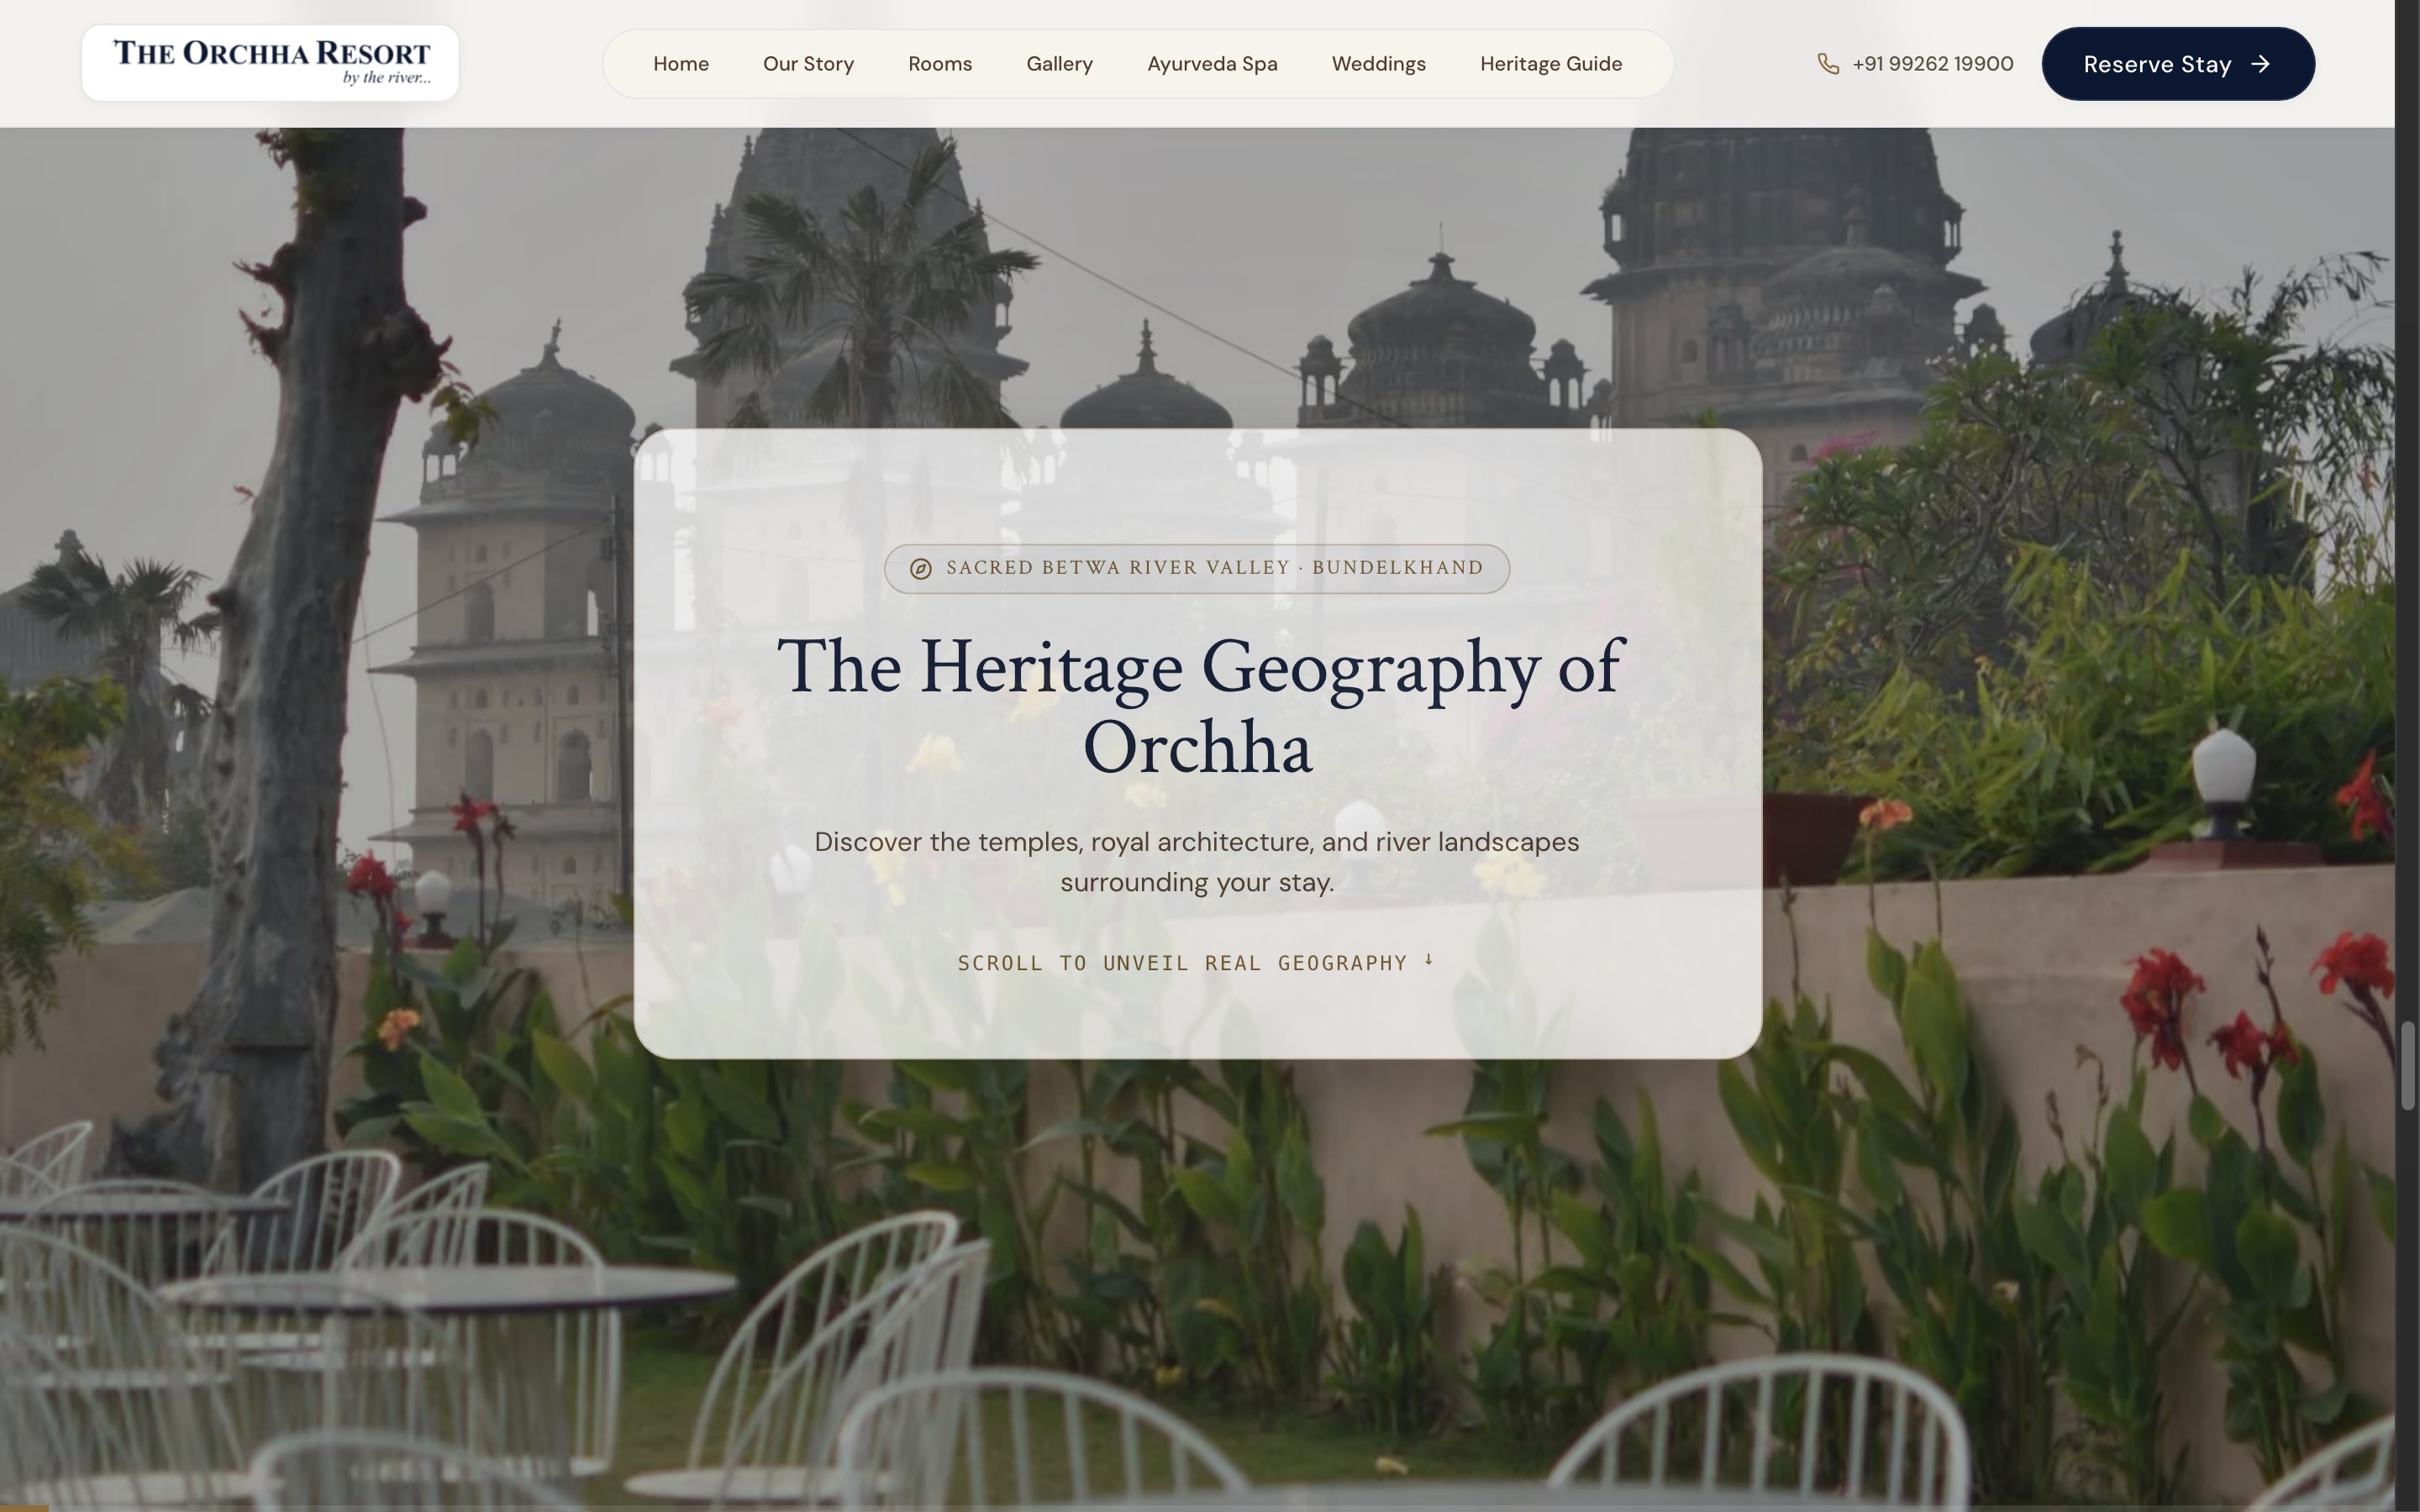 THE ORCHHA RESORT
by the river...
Home
Our Story
Rooms
Gallery
Ayurveda Spa
Weddings
Heritage Guide
+91 99262 19900
Reserve Stay →
SACRED BETWA RIVER VALLEY · BUNDELKHAND
The Heritage Geography of
Orchha
Discover the temples, royal architecture, and river landscapes
surrounding your stay.
SCROLL TO UNVEIL REAL GEOGRAPHY ↓